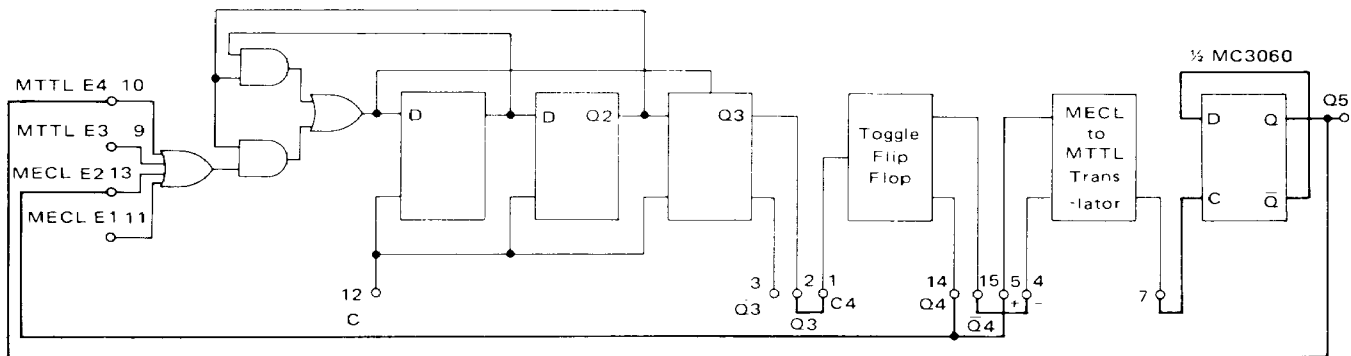 ½ MC3060
MTTL E4 10
MTTL E3 9
MECL E2 13
MECL E1 11
D
D Q2
Q3
Toggle
Flip
Flop
MECL
to
MTTL
Trans
-lator
D Q
C Q̅
Q5
12
C
3
Q̅3
2
Q3
1
C4
14
Q4
15
Q̅4
5
+
4
-
7